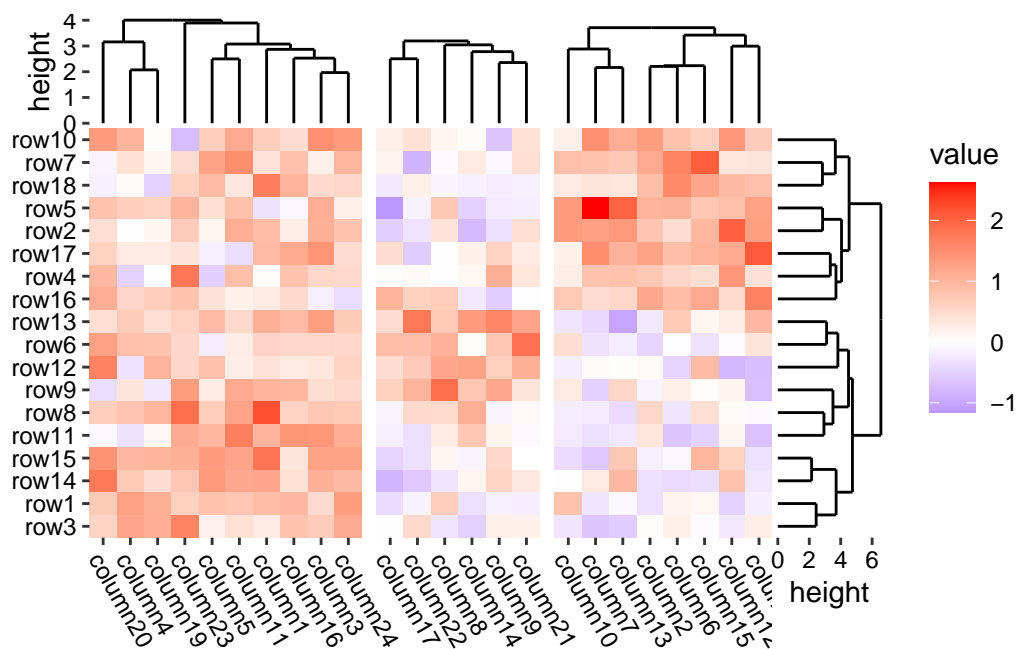 height
4
3
2
1
0
row10
row7
row18
row5
row2
row17
row4
row16
row13
row6
row12
row9
row8
row11
row15
row14
row1
row3
column20
column4
column19
column23
column5
column11
column1
column16
column3
column24
column17
column22
column8
column14
column9
column21
column10
column7
column13
column2
column6
column15
0 2 4 6
height
value
2
1
0
−1